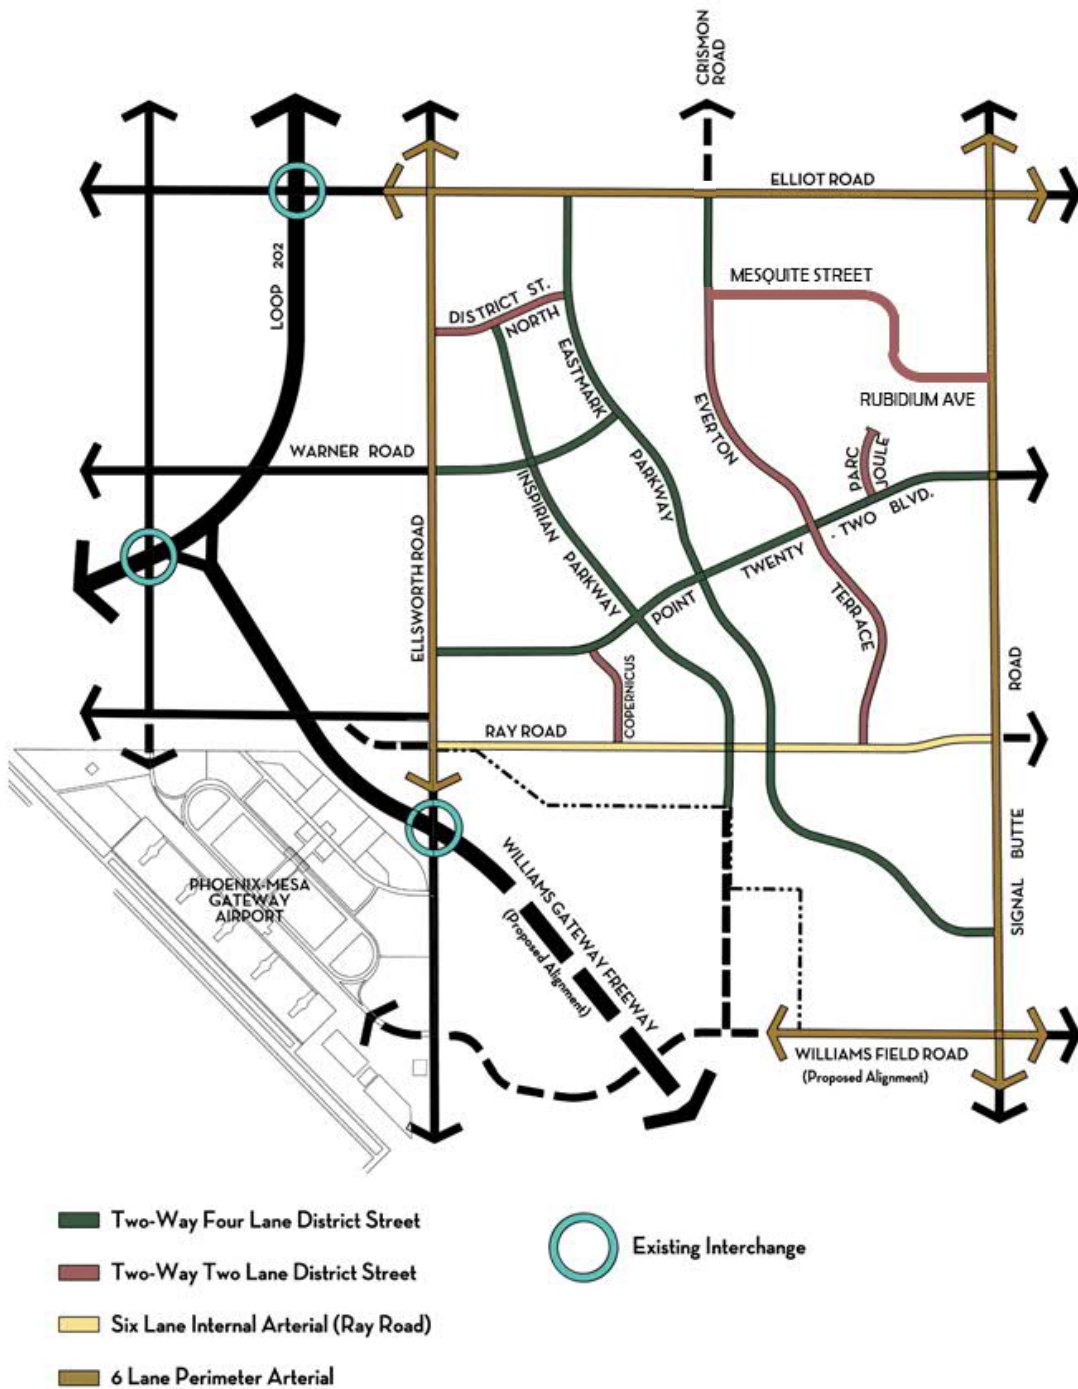 CRISMON
ROAD
ELLIOT ROAD
LOOP 202
MESQUITE STREET
DISTRICT ST.
NORTH
EASTMARK
PARKWAY
EVERTON
TERRACE
RUBIDIUM AVE
PARC
JOULE
WARNER ROAD
INSPIRIAN
PARKWAY
POINT TWENTY - TWO BLVD.
ELLSWORTH ROAD
COPERNICUS
RAY ROAD
SIGNAL BUTTE ROAD
PHOENIX-MESA
GATEWAY
AIRPORT
WILLIAMS GATEWAY FREEWAY
(Proposed Alignment)
WILLIAMS FIELD ROAD
(Proposed Alignment)
Two-Way Four Lane District Street
Existing Interchange
Two-Way Two Lane District Street
Six Lane Internal Arterial (Ray Road)
6 Lane Perimeter Arterial